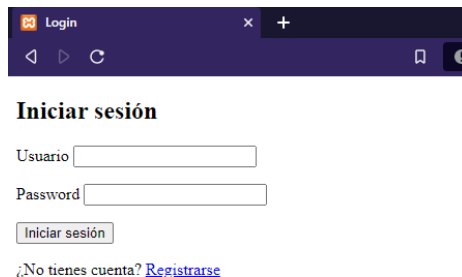 Login
Iniciar sesión
Usuario
Password
Iniciar sesión
¿No tienes cuenta? Registrarse